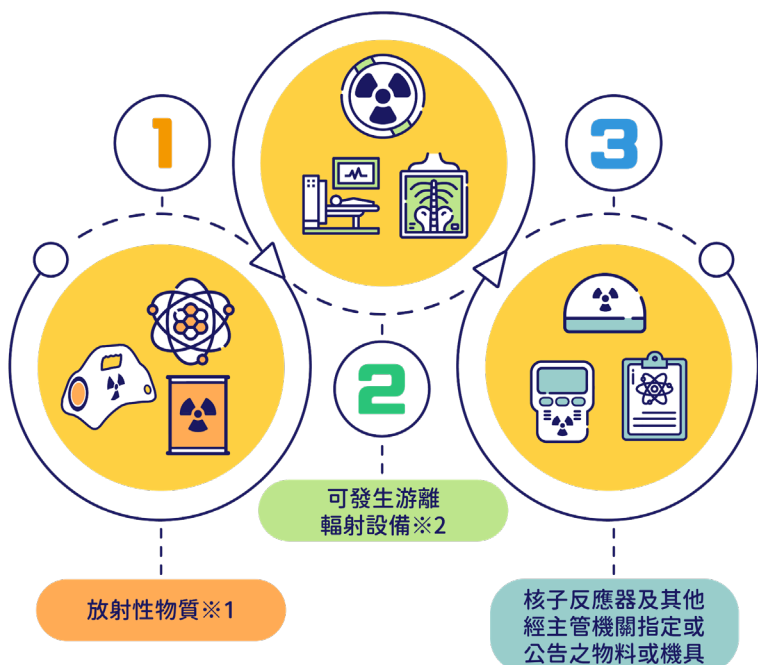 1
放射性物質※1
2
可發生游離
輻射設備※2
3
核子反應器及其他
經主管機關指定或
公告之物料或機具